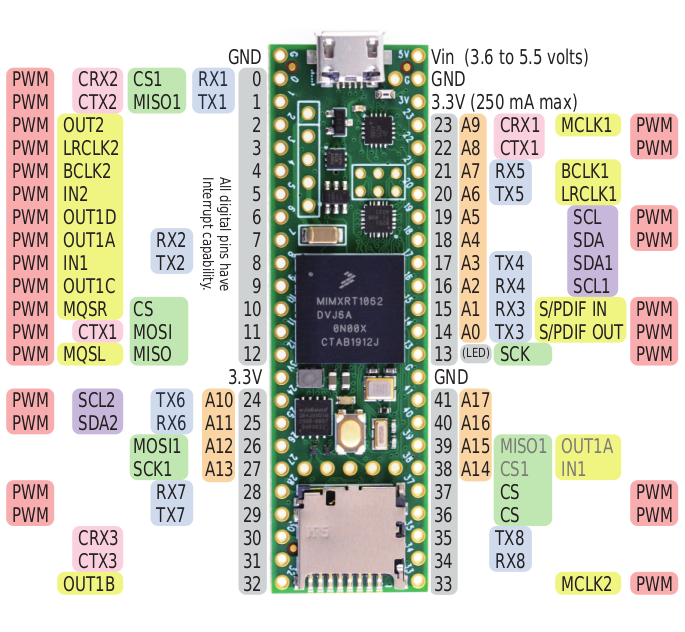 GND Vin (3.6 to 5.5 volts)
PWM CRX2 CS1 RX1 0 GND
PWM CTX2 MISO1 TX1 1 3.3V (250 mA max)
PWM OUT2 2 23 A9 CRX1 MCLK1 PWM
PWM LRCLK2 3 22 A8 CTX1 PWM
PWM BCLK2 4 21 A7 RX5 BCLK1
PWM IN2 5 20 A6 TX5 LRCLK1
PWM OUT1D 6 19 A5 SCL PWM
PWM OUT1A RX2 7 18 A4 SDA PWM
PWM IN1 TX2 8 17 A3 TX4 SDA1
PWM OUT1C 9 16 A2 RX4 SCL1
PWM MQSR CS 10 15 A1 RX3 S/PDIF IN PWM
PWM CTX1 MOSI 11 14 A0 TX3 S/PDIF OUT PWM
PWM MQSL MISO 12 13 (LED) SCK PWM
3.3V GND
PWM SCL2 TX6 A10 24 41 A17
PWM SDA2 RX6 A11 25 40 A16
MOSI1 A12 26 39 A15 MISO1 OUT1A
SCK1 A13 27 38 A14 CS1 IN1
PWM RX7 28 37 CS PWM
PWM TX7 29 36 CS PWM
CRX3 30 35 TX8
CTX3 31 34 RX8
OUT1B 32 33 MCLK2 PWM
All digital pins have
Interrupt capability.
MIMXRT1062
DVJ6A
0N00X
CTAB1912J
5V
G
3V